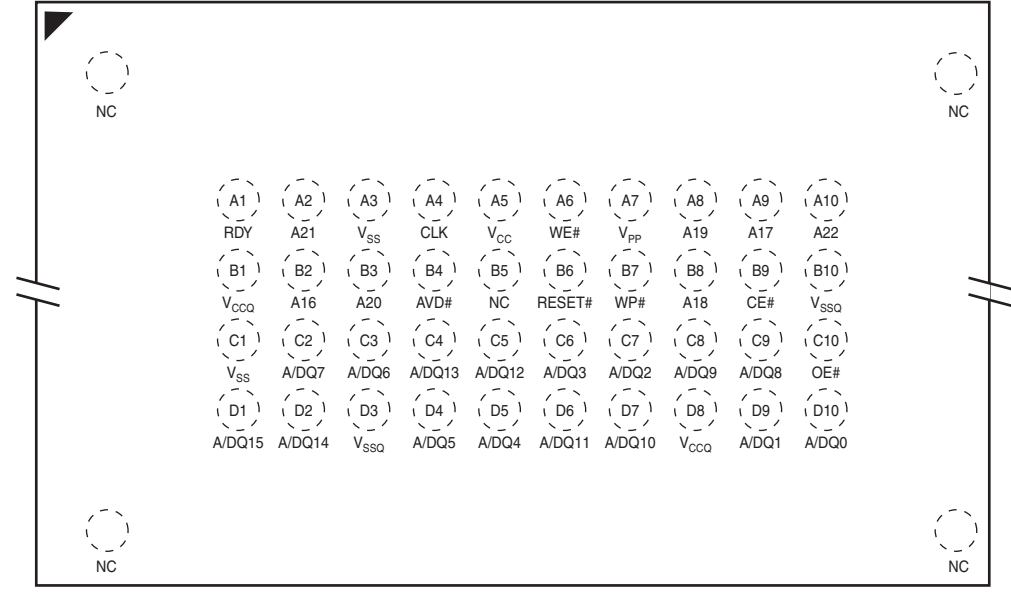 NC NC
A1 A2 A3 A4 A5 A6 A7 A8 A9 A10
RDY A21 VSS CLK VCC WE# VPP A19 A17 A22
B1 B2 B3 B4 B5 B6 B7 B8 B9 B10
VCCQ A16 A20 AVD# NC RESET# WP# A18 CE# VSSQ
C1 C2 C3 C4 C5 C6 C7 C8 C9 C10
VSS A/DQ7 A/DQ6 A/DQ13 A/DQ12 A/DQ3 A/DQ2 A/DQ9 A/DQ8 OE#
D1 D2 D3 D4 D5 D6 D7 D8 D9 D10
A/DQ15 A/DQ14 VSSQ A/DQ5 A/DQ4 A/DQ11 A/DQ10 VCCQ A/DQ1 A/DQ0
NC NC